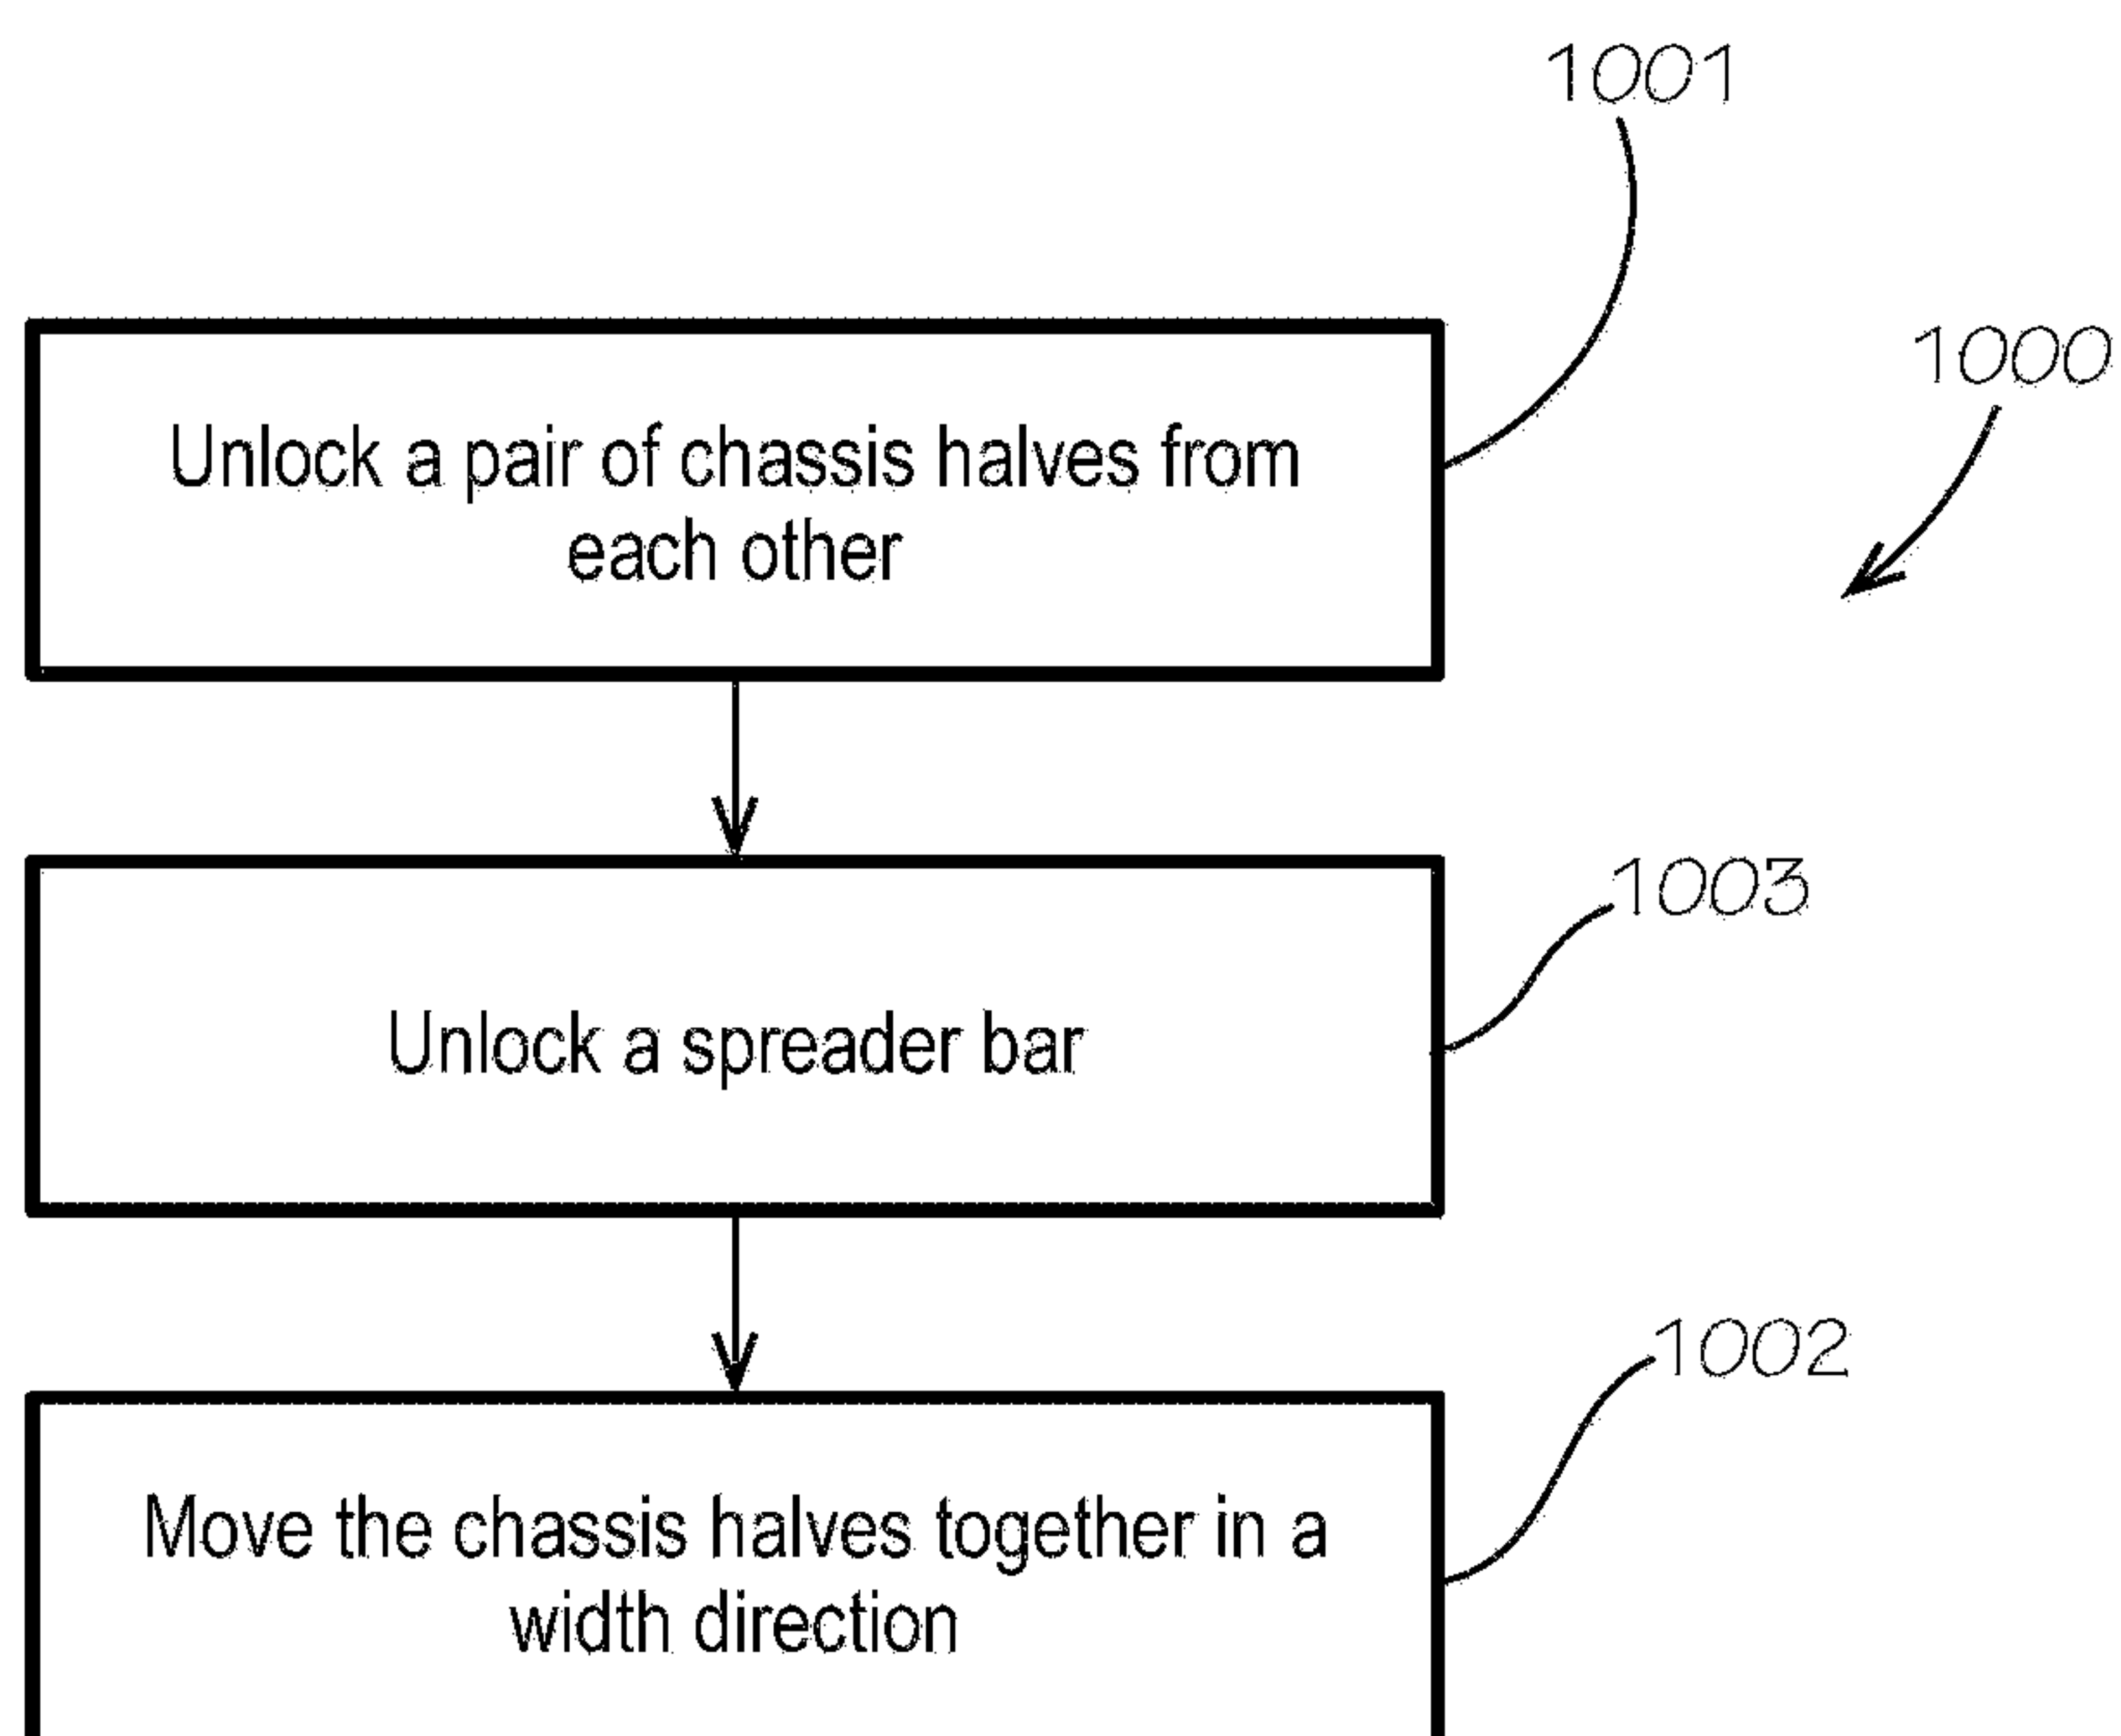 1001
1000
Unlock a pair of chassis halves from
each other
1003
Unlock a spreader bar
1002
Move the chassis halves together in a
width direction